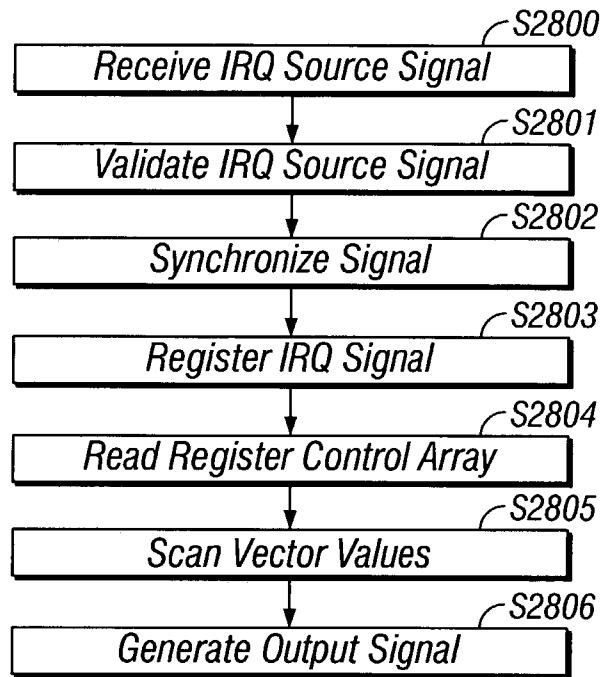 S2800
Receive IRQ Source Signal
S2801
Validate IRQ Source Signal
S2802
Synchronize Signal
S2803
Register IRQ Signal
S2804
Read Register Control Array
S2805
Scan Vector Values
S2806
Generate Output Signal